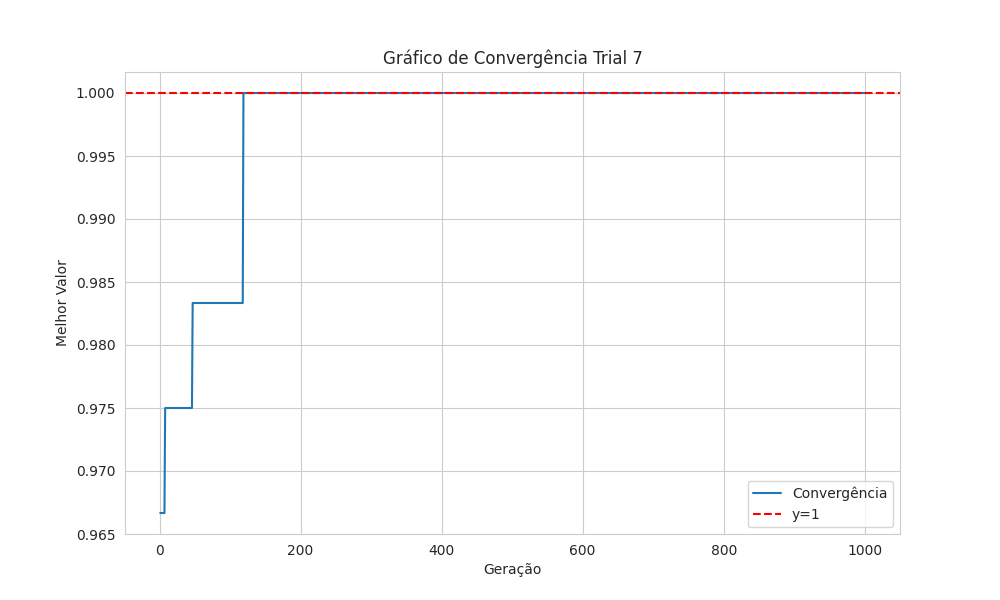 Gráfico de Convergência Trial 7
1.000
0.995
0.990
0.985
0.980
0.975
0.970
0.965
Melhor Valor
0 200 400 600 800 1000
Geração
Convergência
y=1